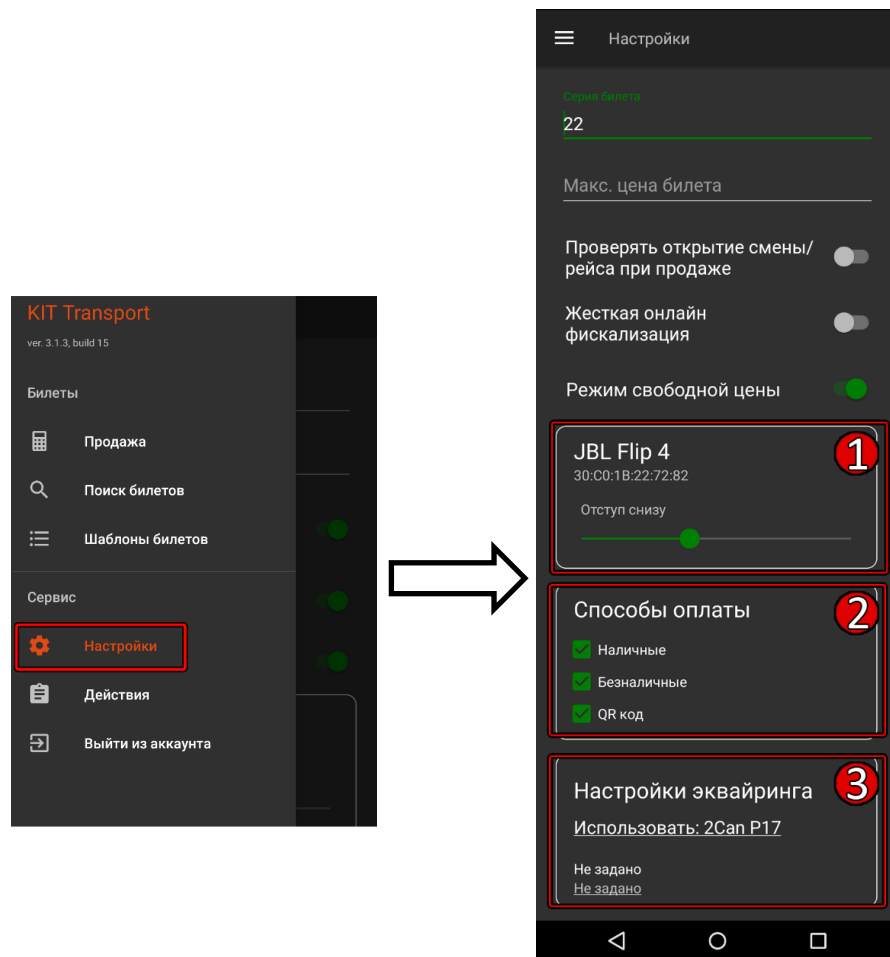 KIT Transport
ver. 3.1.3, build 15
Билеты
Продажа
Поиск билетов
Шаблоны билетов
Сервис
Настройки
Действия
Выйти из аккаунта
Настройки
Серия билета
22
Макс. цена билета
Проверять открытие смены/
рейса при продаже
Жесткая онлайн
фискализация
Режим свободной цены
1
JBL Flip 4
30:C0:1B:22:72:82
Отступ снизу
2
Способы оплаты
Наличные
Безналичные
QR код
3
Настройки эквайринга
Использовать: 2Can P17
Не задано
Не задано